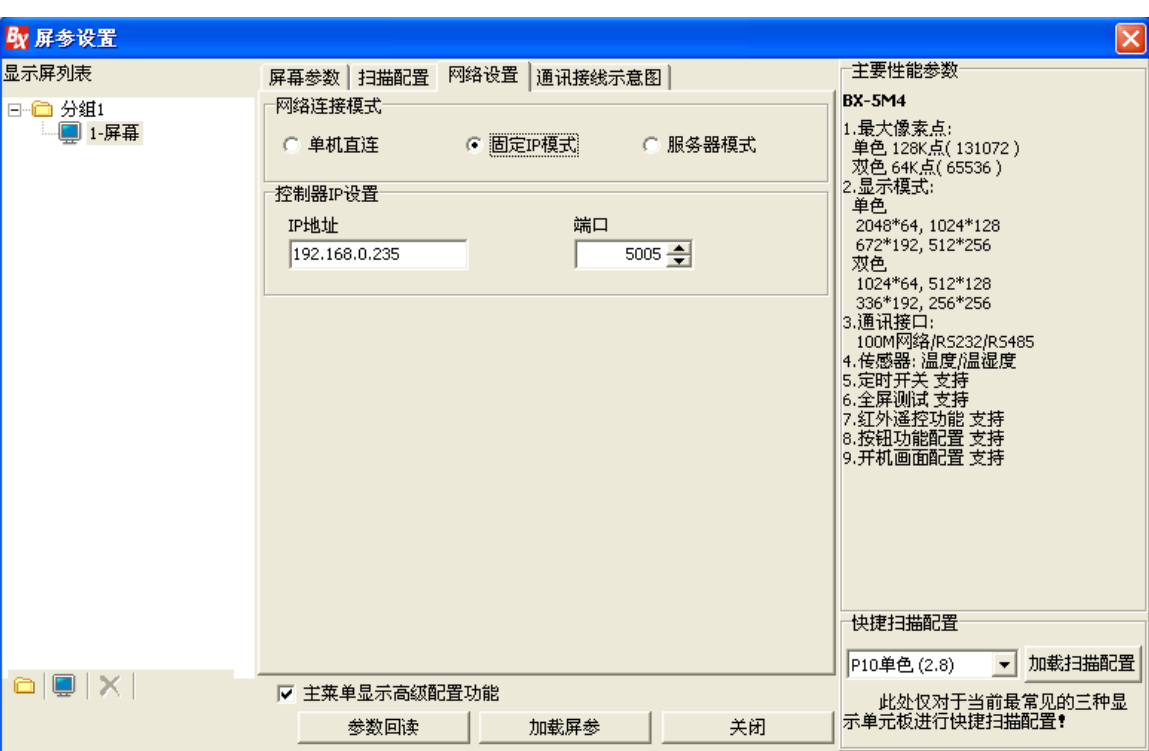 BX 屏参设置
显示屏列表
分组1
1-屏幕
屏幕参数 扫描配置 网络设置 通讯接线示意图
网络连接模式
单机直连 固定IP模式 服务器模式
控制器IP设置
IP地址 端口
192.168.0.235 5005
主菜单显示高级配置功能
参数回读 加载屏参 关闭
主要性能参数
BX-5M4
1.最大像素点:
单色 128K点( 131072 )
双色 64K点( 65536 )
2.显示模式:
单色
2048*64, 1024*128
672*192, 512*256
双色
1024*64, 512*128
336*192, 256*256
3.通讯接口:
100M网络/RS232/RS485
4.传感器: 温度/温湿度
5.定时开关 支持
6.全屏测试 支持
7.红外遥控功能 支持
8.按钮功能配置 支持
9.开机画面配置 支持
快捷扫描配置
P10单色 (2.8) 加载扫描配置
此处仅对于当前最常见的三种显
示单元板进行快捷扫描配置!